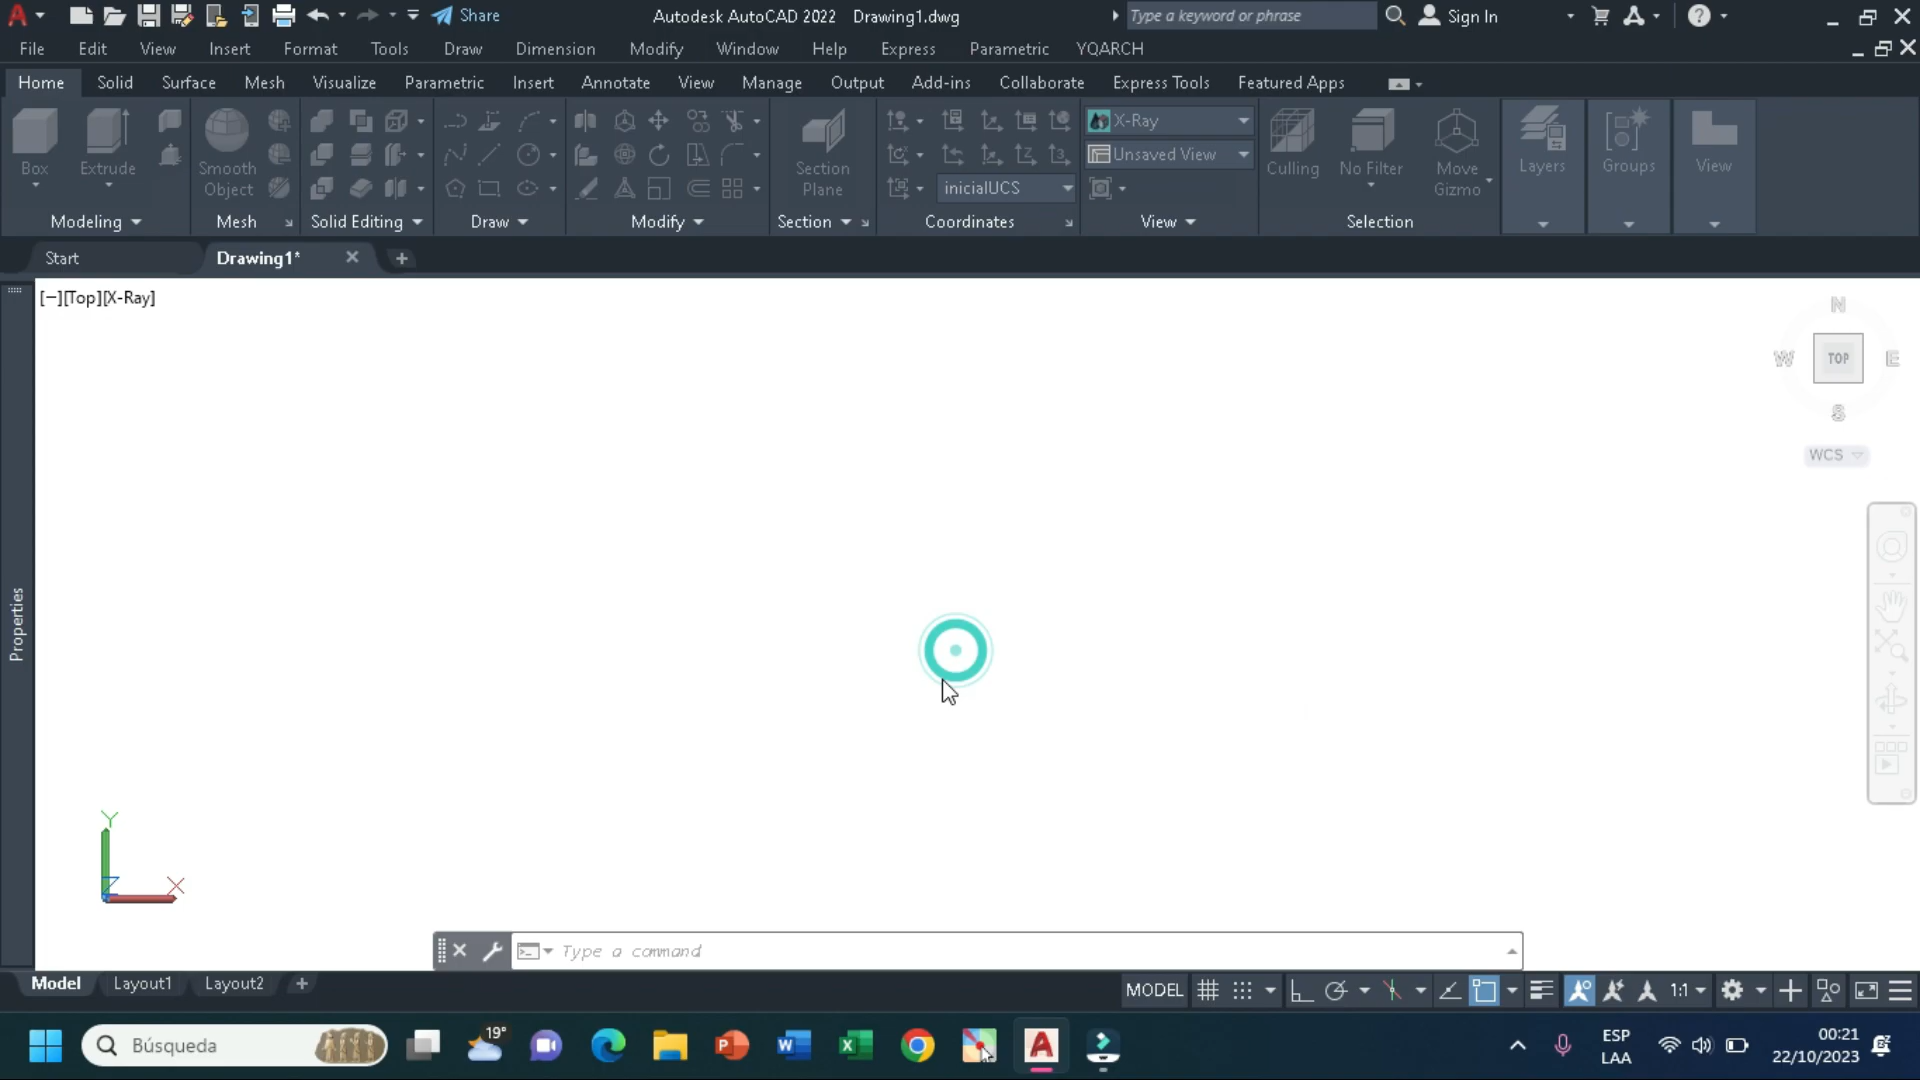 Share
Autodesk AutoCAD 2022 Drawing1.dwg
Type a keyword or phrase
Sign In
File Edit View Insert Format Tools Draw Dimension Modify Window Help Express Parametric YQARCH
Home Solid Surface Mesh Visualize Parametric Insert Annotate View Manage Output Add-ins Collaborate Express Tools Featured Apps
Box
Extrude
Smooth
Object
Section
Plane
X-Ray
Unsaved View
inicialUCS
Culling
No Filter
Move
Gizmo
Layers
Groups
View
Modeling Mesh Solid Editing Draw Modify Section Coordinates View Selection
Start Drawing1*
[−][Top][X-Ray]
N
W TOP E
S
WCS
Properties
Y
Z
X
Type a command
Model Layout1 Layout2
MODEL
1:1
Búsqueda
19°
ESP
LAA
00:21
22/10/2023